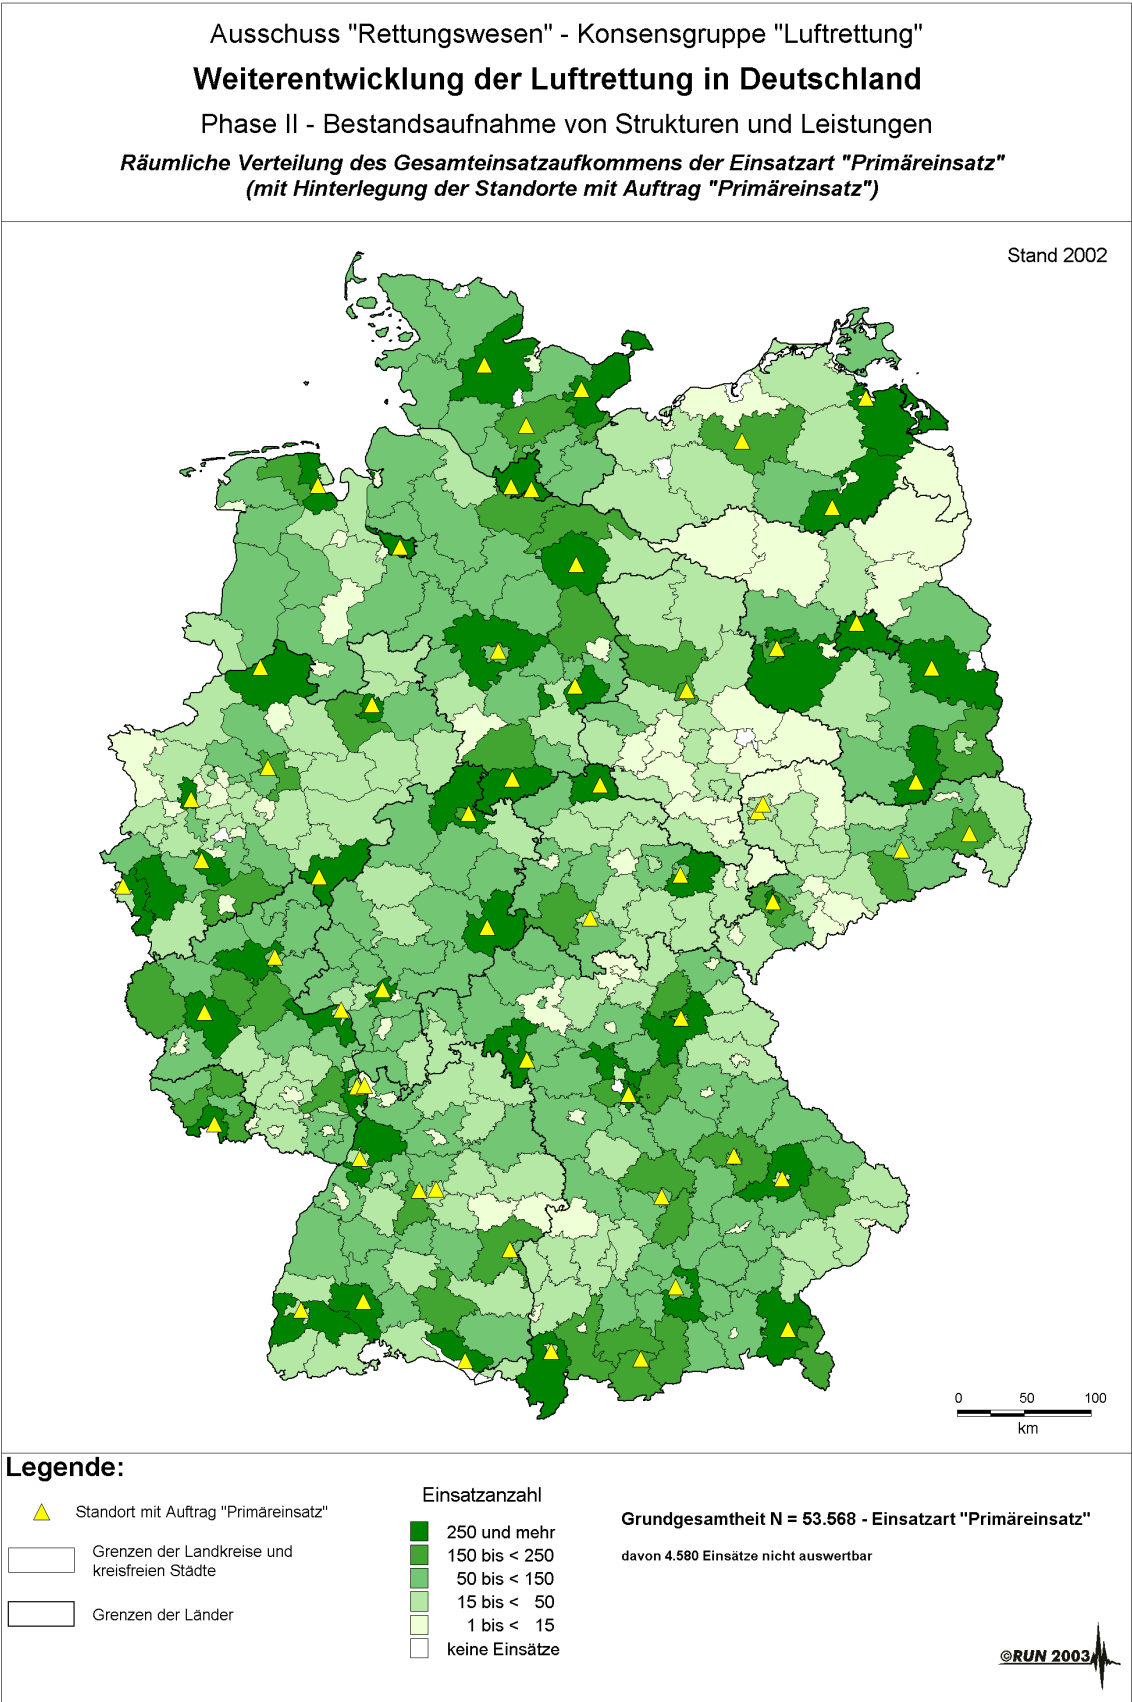 Ausschuss "Rettungswesen" - Konsensgruppe "Luftrettung"
Weiterentwicklung der Luftrettung in Deutschland
Phase II - Bestandsaufnahme von Strukturen und Leistungen
Räumliche Verteilung des Gesamteinsatzaufkommens der Einsatzart "Primäreinsatz"
(mit Hinterlegung der Standorte mit Auftrag "Primäreinsatz")
Stand 2002
0 50 100
km
Legende:
Standort mit Auftrag "Primäreinsatz"
Grenzen der Landkreise und
kreisfreien Städte
Grenzen der Länder
Einsatzanzahl
250 und mehr
150 bis < 250
50 bis < 150
15 bis < 50
1 bis < 15
keine Einsätze
Grundgesamtheit N = 53.568 - Einsatzart "Primäreinsatz"
davon 4.580 Einsätze nicht auswertbar
©RUN 2003